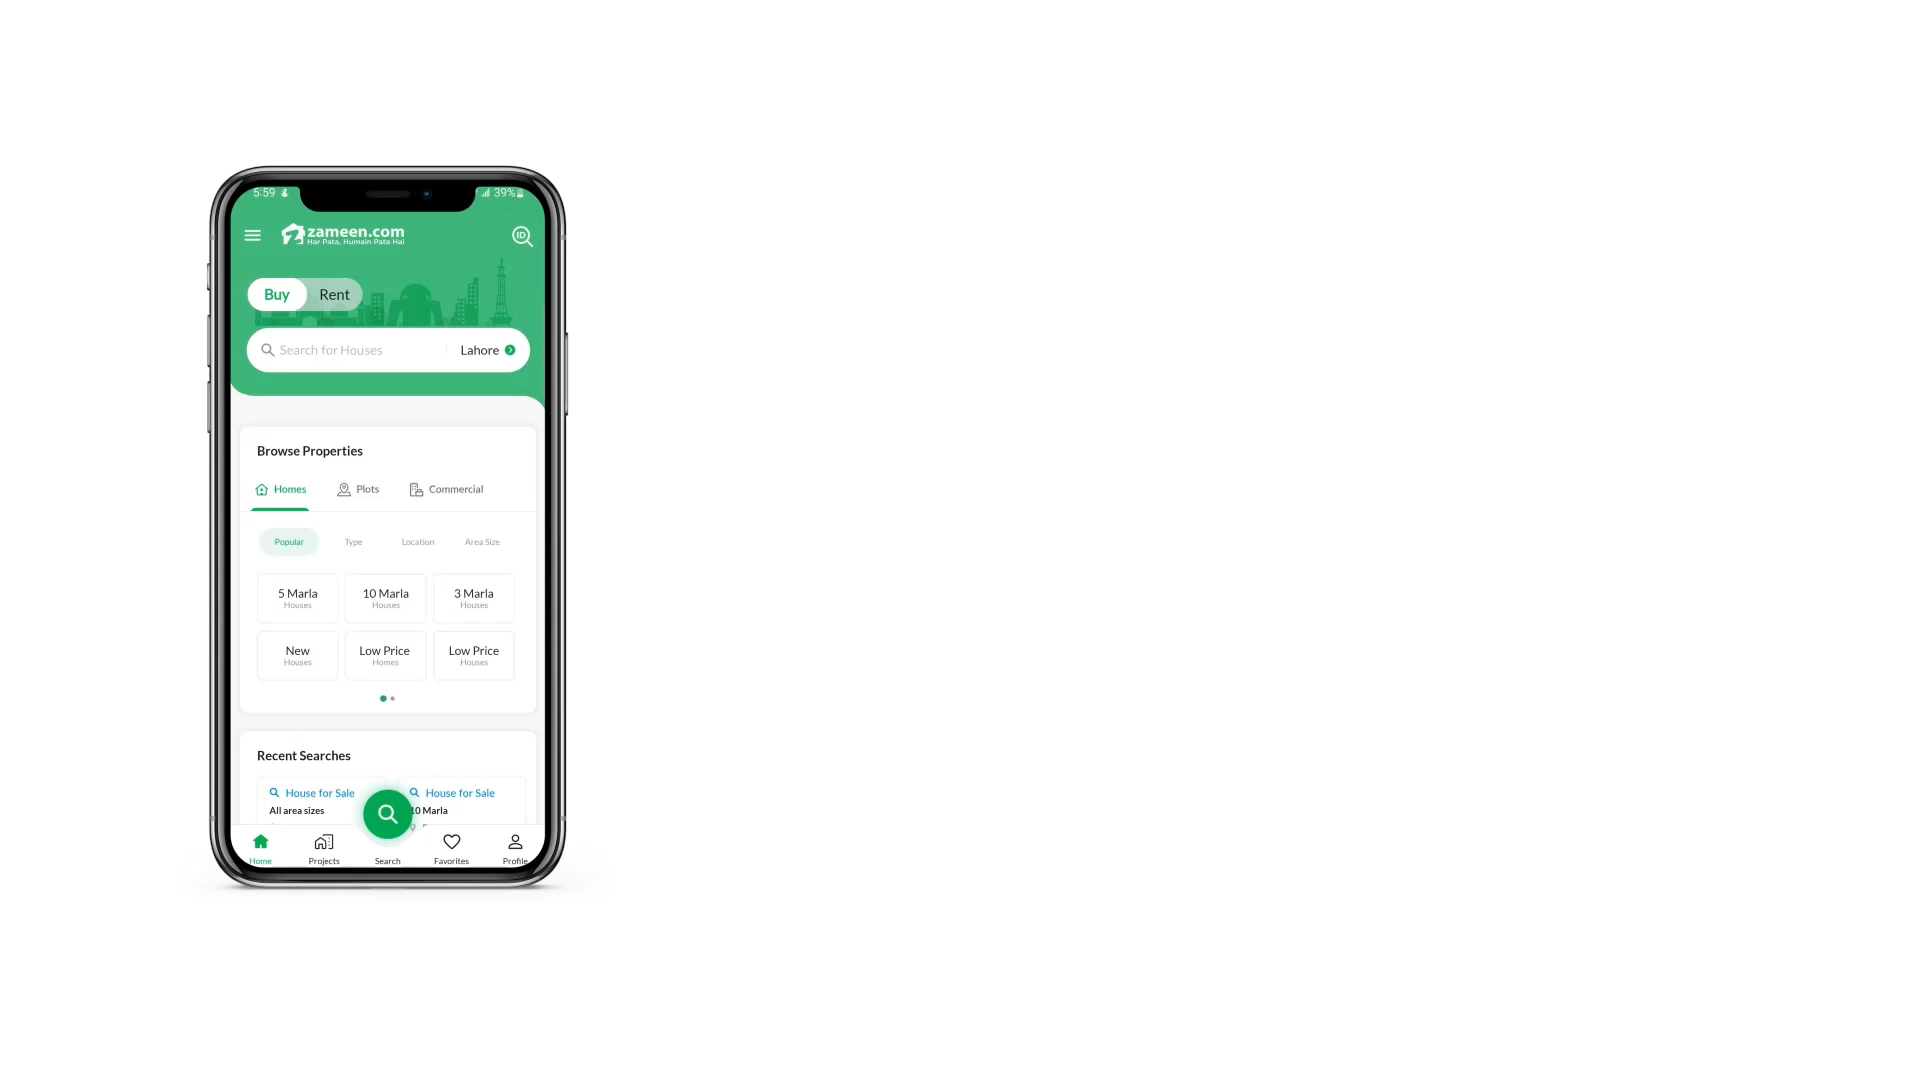 5:59
39%
zameen.com
Har Pata, Humain Pata Hai
ID
Buy Rent
Search for Houses Lahore
Browse Properties
Homes Plots Commercial
Popular Type Location Area Size
5 Marla 10 Marla 3 Marla
Houses Houses Houses
New Low Price Low Price
Houses Homes Houses
Recent Searches
House for Sale House for Sale
All area sizes 10 Marla
Home Projects Search Favorites Profile